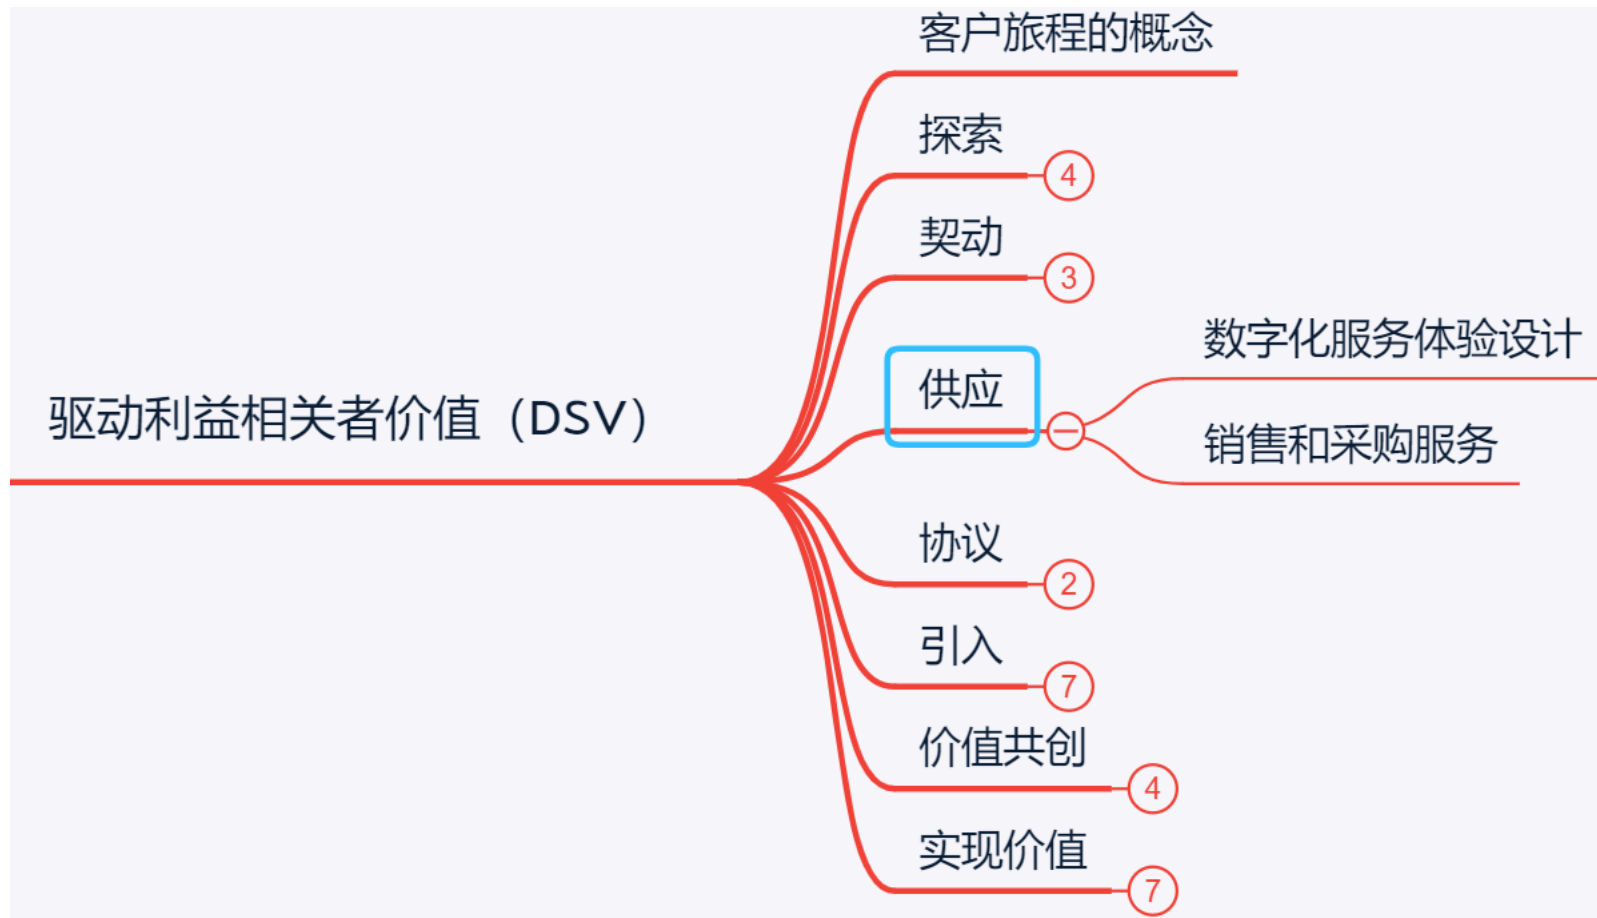 客户旅程的概念
探索
4
契动
3
驱动利益相关者价值（DSV）
供应
数字化服务体验设计
销售和采购服务
协议
2
引入
7
价值共创
4
实现价值
7